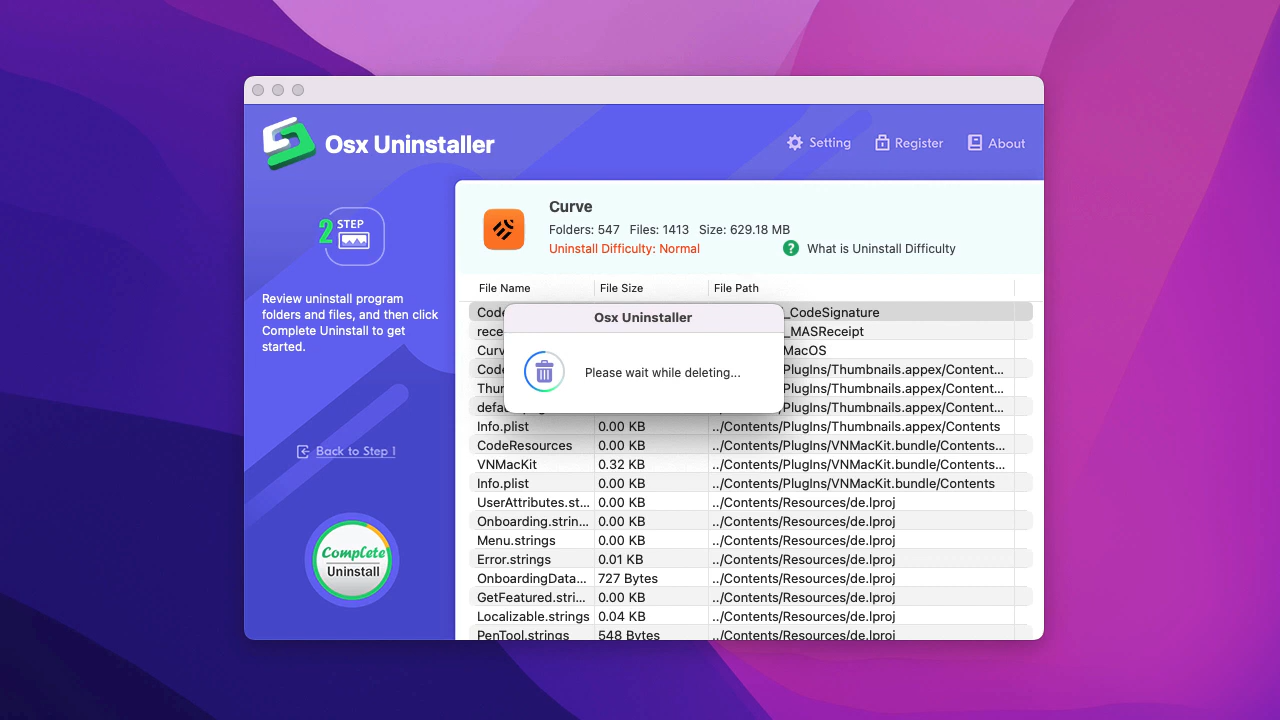 Osx Uninstaller
Setting
Register
About
2 STEP
Review uninstall program
folders and files, and then click
Complete Uninstall to get
started.
Back to Step 1
Complete
Uninstall
Curve
Folders: 547 Files: 1413 Size: 629.18 MB
Uninstall Difficulty: Normal
? What is Uninstall Difficulty
File Name File Size File Path
_CodeSignature
_MASReceipt
MacOS
PlugIns/Thumbnails.appex/Content...
PlugIns/Thumbnails.appex/Content...
PlugIns/Thumbnails.appex/Content...
Osx Uninstaller
Please wait while deleting...
Info.plist 0.00 KB ../Contents/PlugIns/Thumbnails.appex/Contents
CodeResources 0.00 KB ../Contents/PlugIns/VNMacKit.bundle/Contents...
VNMacKit 0.32 KB ../Contents/PlugIns/VNMacKit.bundle/Contents...
Info.plist 0.00 KB ../Contents/PlugIns/VNMacKit.bundle/Contents
UserAttributes.st... 0.00 KB ../Contents/Resources/de.lproj
Onboarding.strin... 0.00 KB ../Contents/Resources/de.lproj
Menu.strings 0.00 KB ../Contents/Resources/de.lproj
Error.strings 0.01 KB ../Contents/Resources/de.lproj
OnboardingData... 727 Bytes ../Contents/Resources/de.lproj
GetFeatured.stri... 0.00 KB ../Contents/Resources/de.lproj
Localizable.strings 0.04 KB ../Contents/Resources/de.lproj
PenTool.strings 548 Bytes ../Contents/Resources/de.lproj